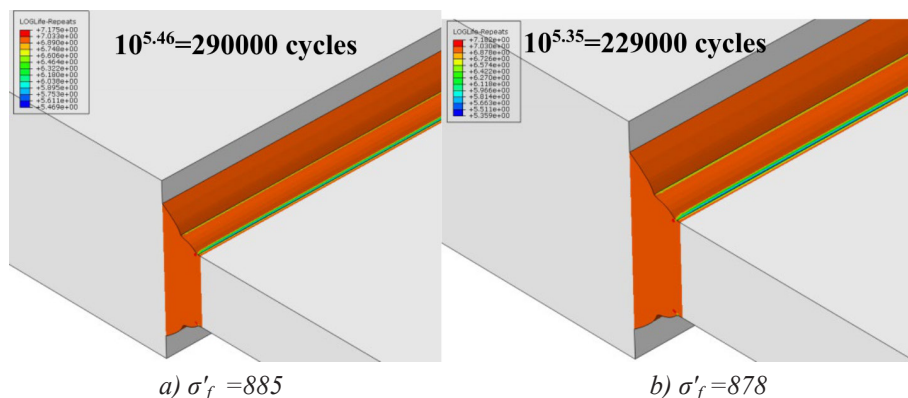 LOGLife-Repeats
+7.175e+00
+7.033e+00
+6.890e+00
+6.748e+00
+6.606e+00
+6.464e+00
+6.322e+00
+6.180e+00
+6.038e+00
+5.895e+00
+5.753e+00
+5.611e+00
+5.469e+00
10^5.46=290000 cycles
LOGLife-Repeats
+7.030e+00
+6.878e+00
+6.726e+00
+6.574e+00
+6.422e+00
+6.270e+00
+6.118e+00
+5.966e+00
+5.814e+00
+5.663e+00
+5.511e+00
+5.359e+00
10^5.35=229000 cycles
a) σ'f =885
b) σ'f =878